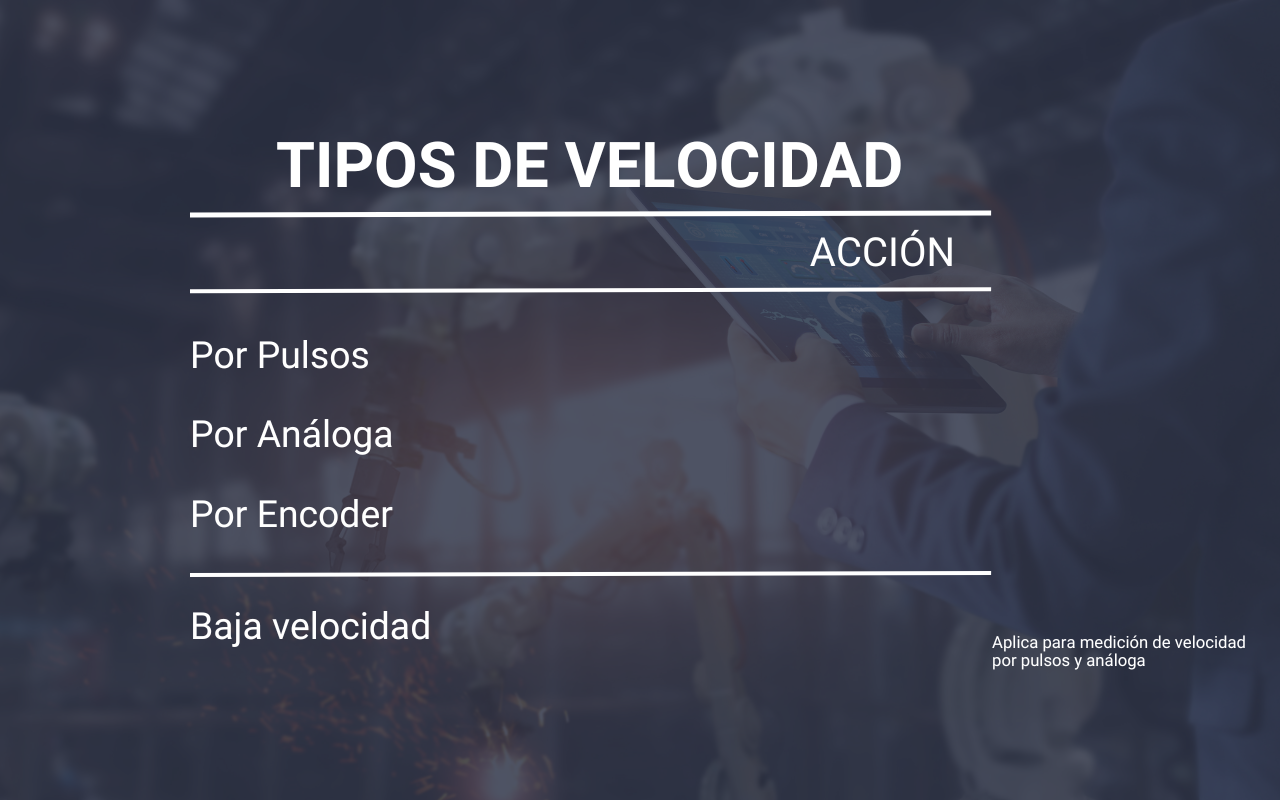 TIPOS DE VELOCIDAD
ACCIÓN
Por Pulsos
Por Análoga
Por Encoder
Baja velocidad
Aplica para medición de velocidad
por pulsos y análoga